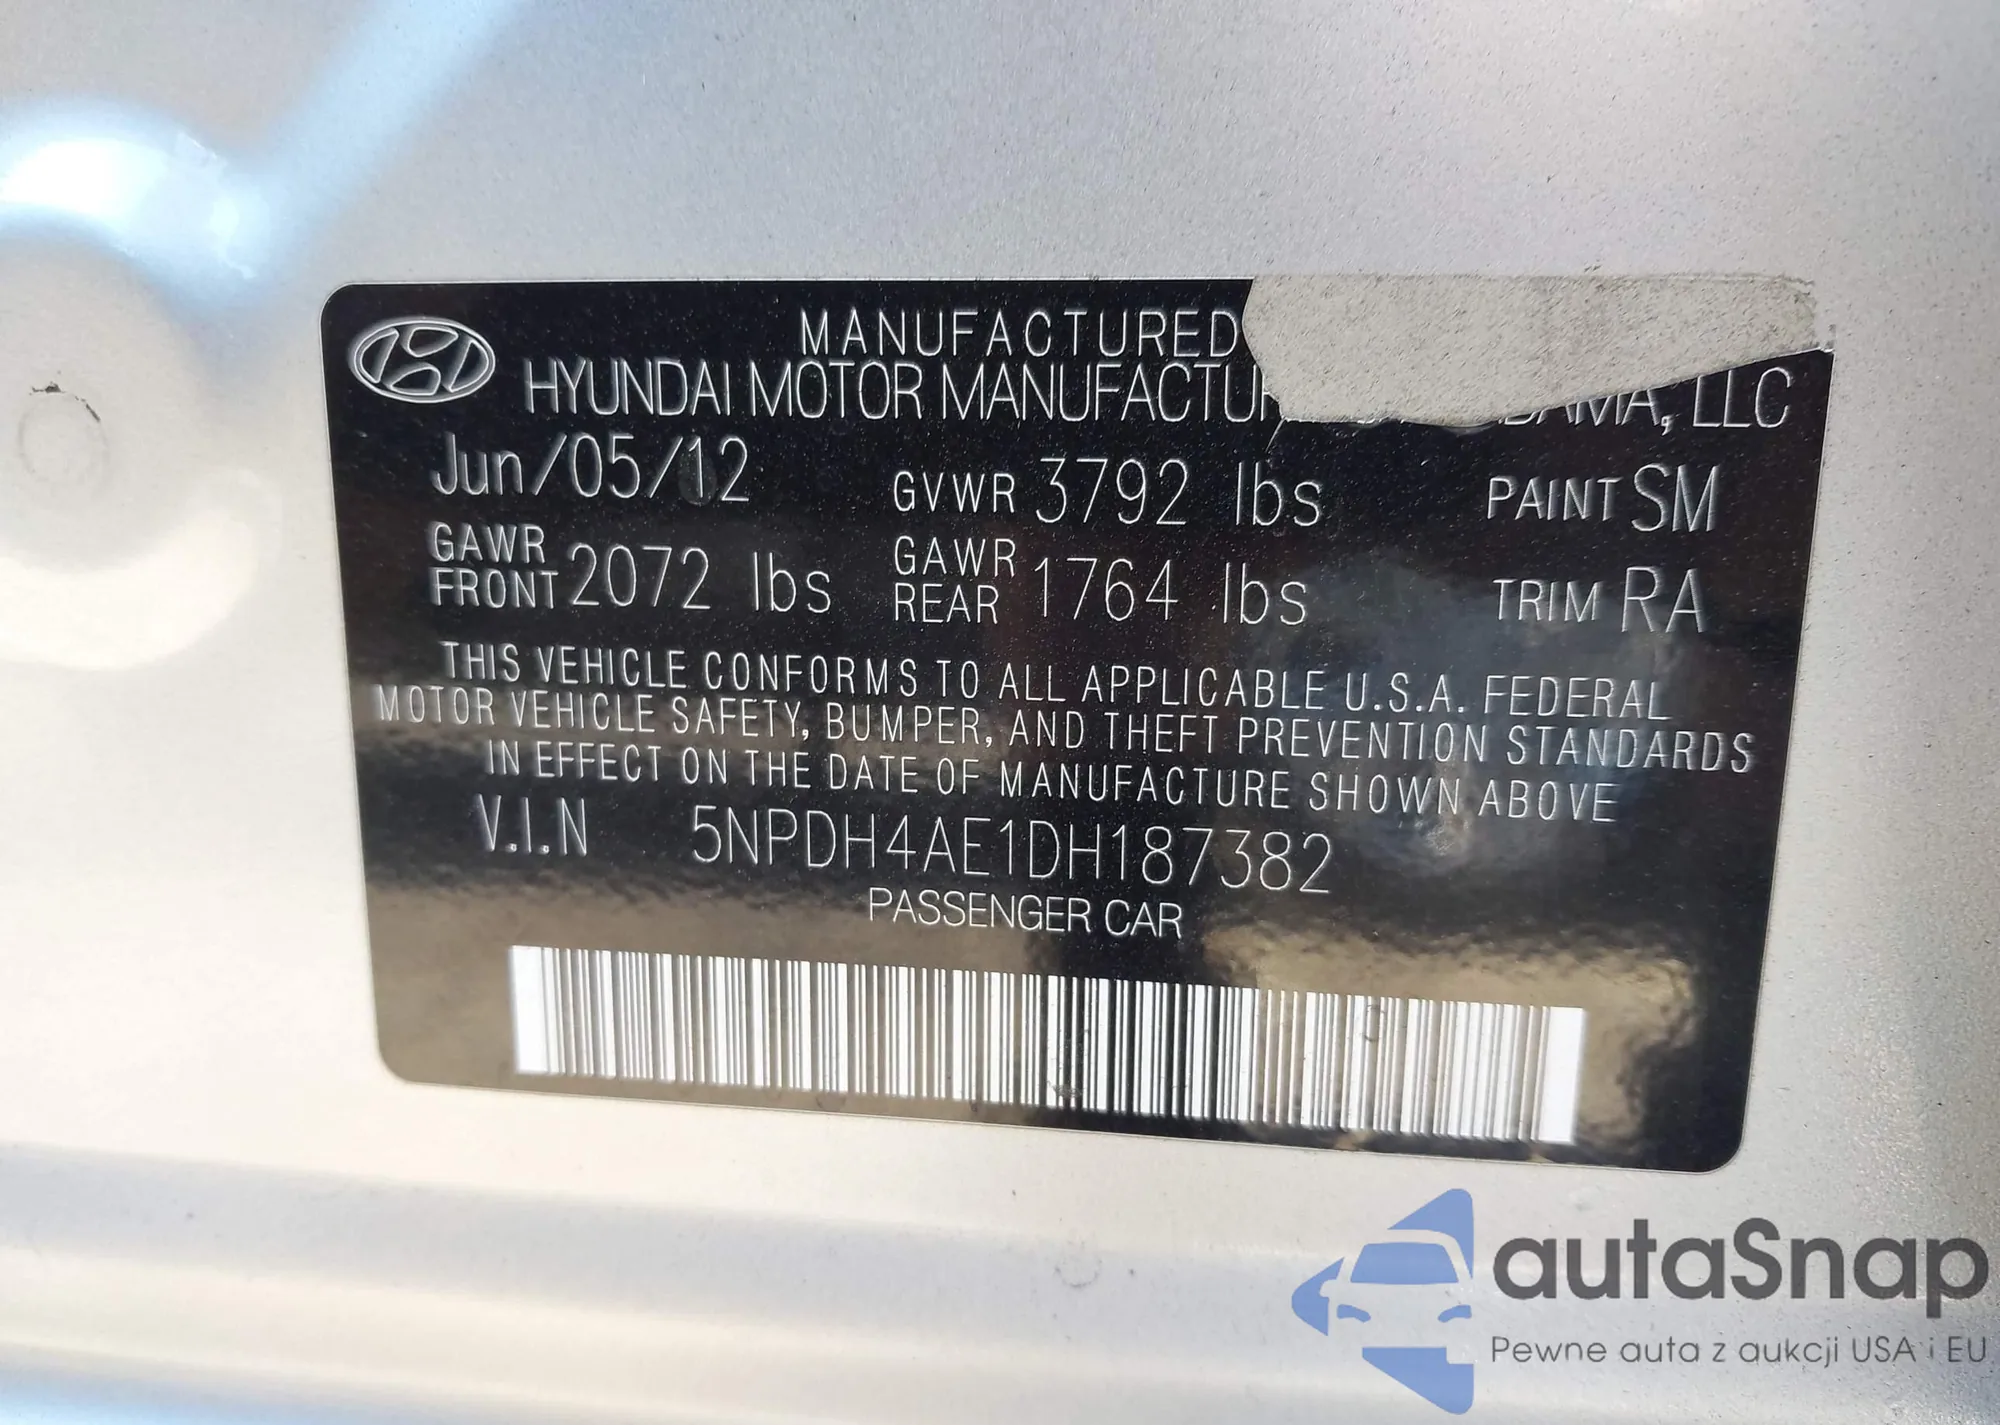 MANUFACTURED
HYUNDAI MOTOR MANUFACTUR BAMA, LLC
Jun/05/12 GVWR 3792 lbs PAINT SM
GAWR FRONT 2072 lbs GAWR REAR 1764 lbs TRIM RA
THIS VEHICLE CONFORMS TO ALL APPLICABLE U.S.A. FEDERAL
MOTOR VEHICLE SAFETY, BUMPER, AND THEFT PREVENTION STANDARDS
IN EFFECT ON THE DATE OF MANUFACTURE SHOWN ABOVE
V.I.N 5NPDH4AE1DH187382
PASSENGER CAR
autaSnap
Pewne auta z aukcji USA i EU